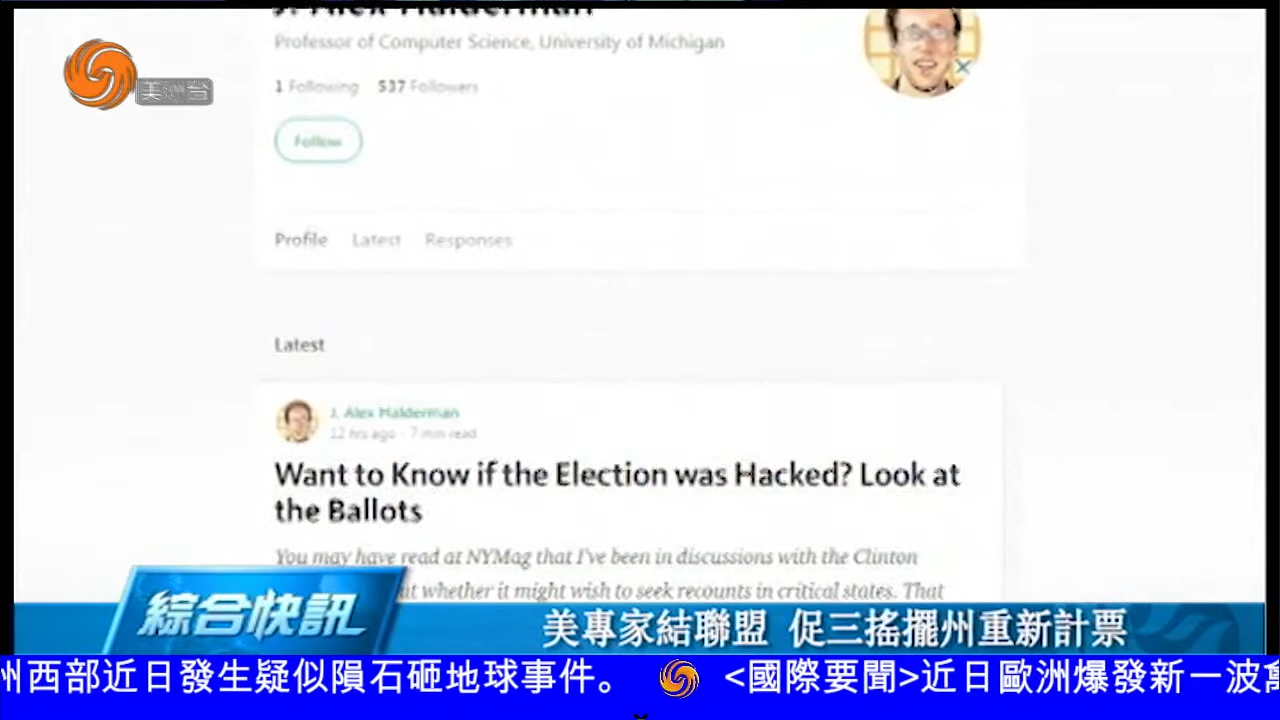 J. Alex Halderman
Professor of Computer Science, University of Michigan
1 Following 537 Followers
Follow
Profile Latest Responses
Latest
J. Alex Halderman
12 hrs ago · 7 min read
Want to Know if the Election was Hacked? Look at
the Ballots
You may have read at NYMag that I've been in discussions with the Clinton
whether it might wish to seek recounts in critical states. That
美洲台
綜合快訊
美專家結聯盟 促三搖擺州重新計票
州西部近日發生疑似隕石砸地球事件。 <國際要聞>近日歐洲爆發新一波